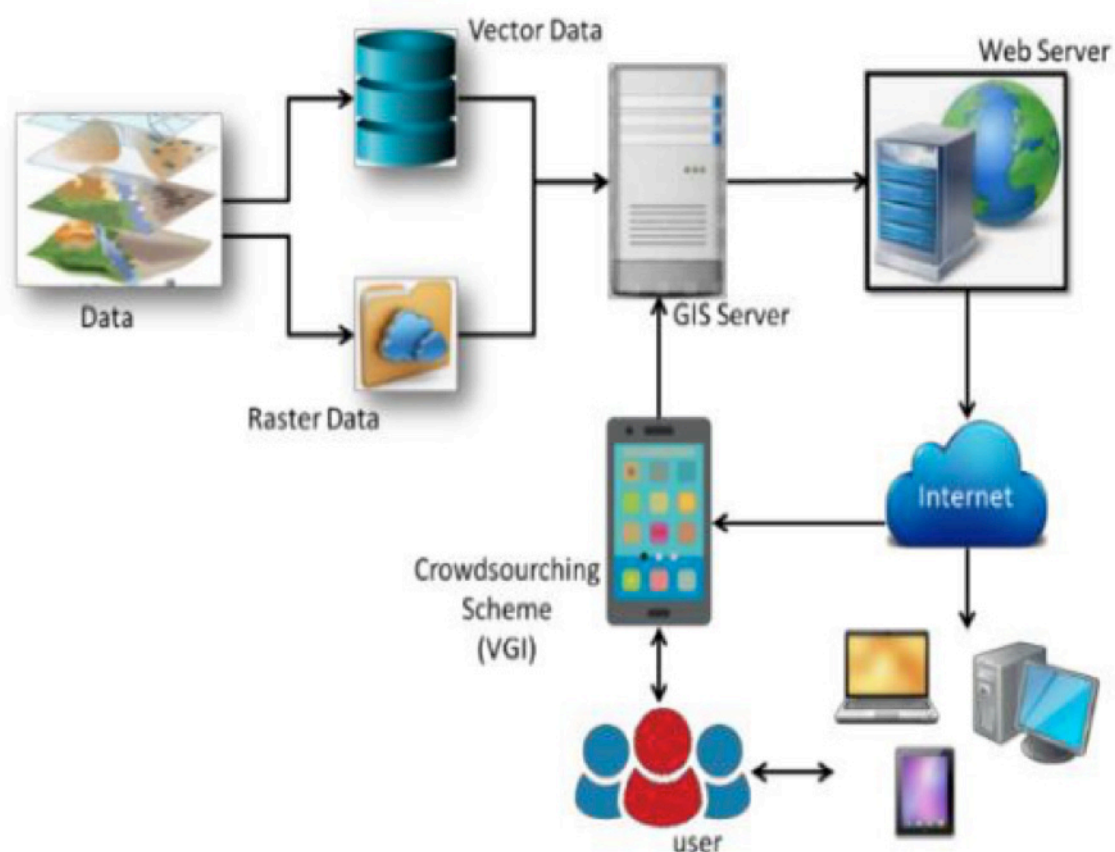 Vector Data
Web Server
Data
GIS Server
Raster Data
Internet
Crowdsourching
Scheme
(VGI)
user